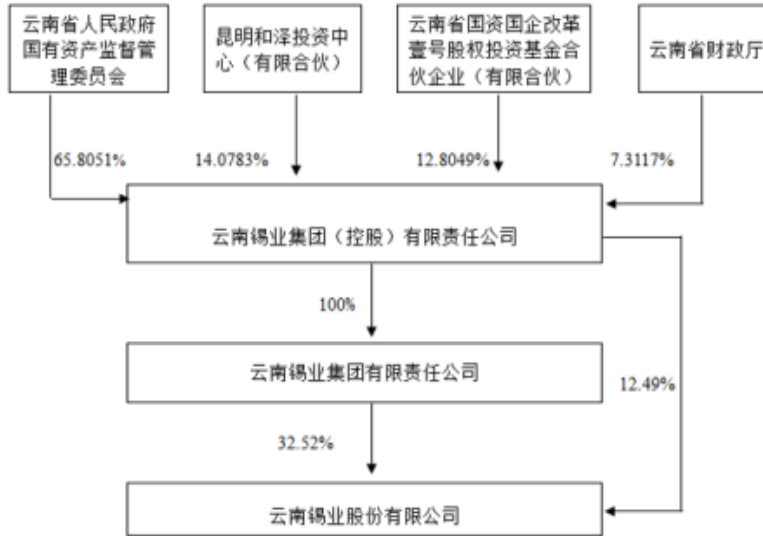 云南省人民政府
国有资产监督管
理委员会
昆明和泽投资中
心（有限合伙）
云南省国资国企改革
壹号股权投资基金合
伙企业（有限合伙）
云南省财政厅
65.8051%
14.0783%
12.8049%
7.3117%
云南锡业集团（控股）有限责任公司
100%
云南锡业集团有限责任公司
12.49%
32.52%
云南锡业股份有限公司